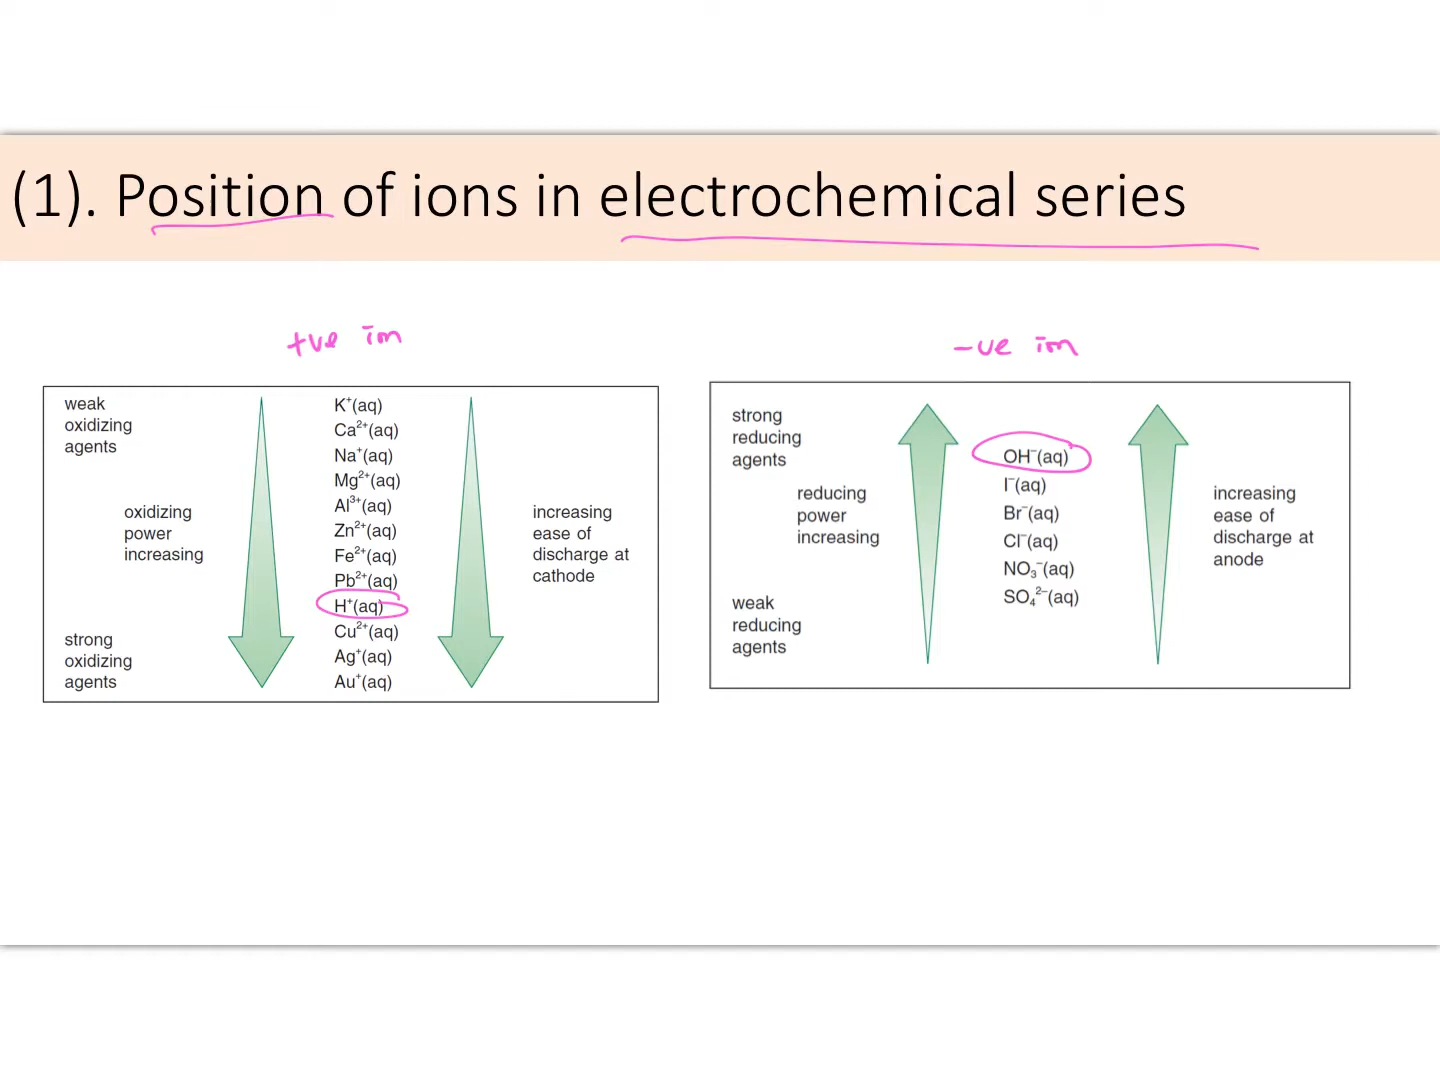 (1). Position of ions in electrochemical series
+ve ion
weak
oxidizing
agents
oxidizing
power
increasing
strong
oxidizing
agents
K⁺(aq)
Ca²⁺(aq)
Na⁺(aq)
Mg²⁺(aq)
Al³⁺(aq)
Zn²⁺(aq)
Fe²⁺(aq)
Pb²⁺(aq)
H⁺(aq)
Cu²⁺(aq)
Ag⁺(aq)
Au⁺(aq)
increasing
ease of
discharge at
cathode
-ve ion
strong
reducing
agents
reducing
power
increasing
weak
reducing
agents
OH⁻(aq)
I⁻(aq)
Br⁻(aq)
Cl⁻(aq)
NO₃⁻(aq)
SO₄²⁻(aq)
increasing
ease of
discharge at
anode